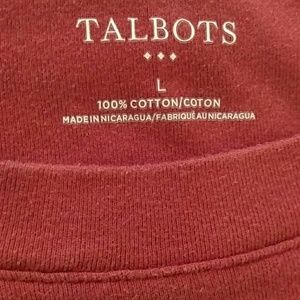 TALBOTS
L
100% COTTON/COTON
MADE IN NICARAGUA/FABRIQUÉ AU NICARAGUA